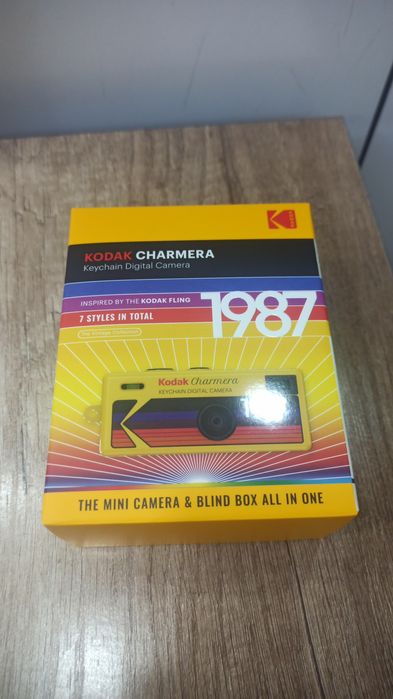 KODAK
KODAK CHARMERA
Keychain Digital Camera
INSPIRED BY THE KODAK FLING
1987
7 STYLES IN TOTAL
The Vintage Collection
Kodak Charmera
KEYCHAIN DIGITAL CAMERA
THE MINI CAMERA & BLIND BOX ALL IN ONE